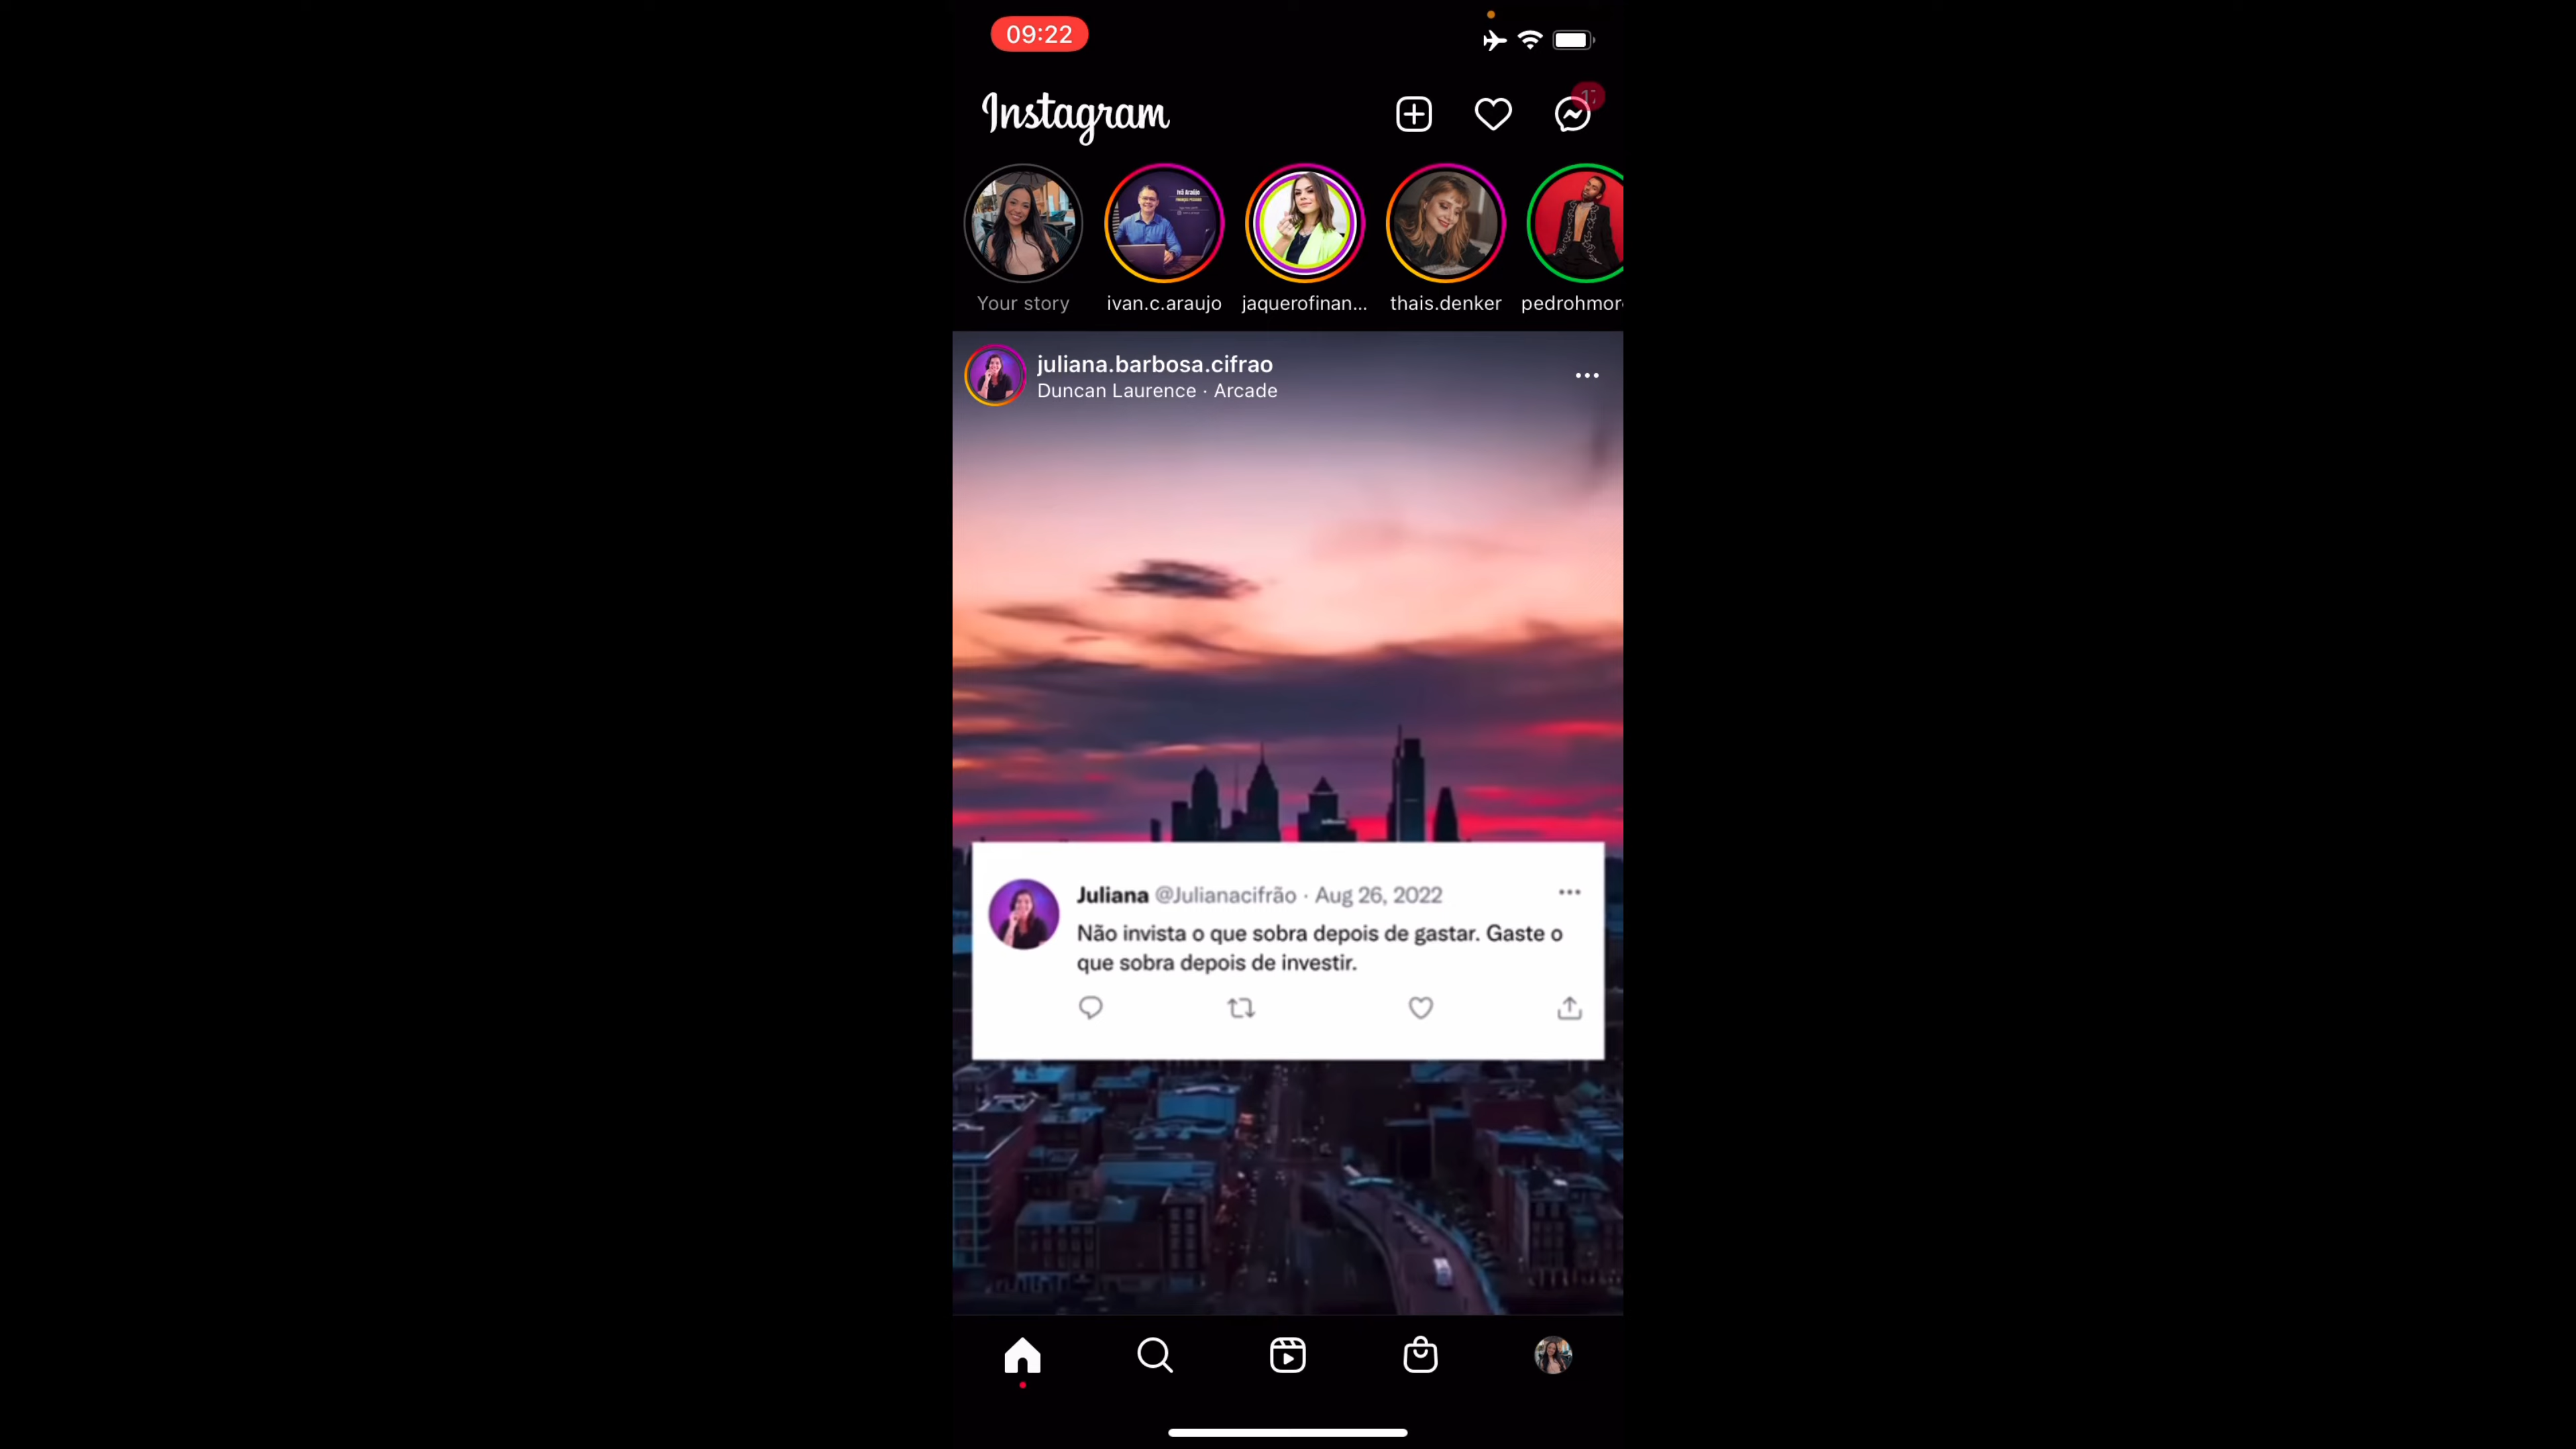 09:22
Instagram
Your story
ivan.c.araujo
jaquerofinan...
thais.denker
pedrohmor
juliana.barbosa.cifrao
Duncan Laurence · Arcade
Juliana @Julianacifrão · Aug 26, 2022
Não invista o que sobra depois de gastar. Gaste o
que sobra depois de investir.